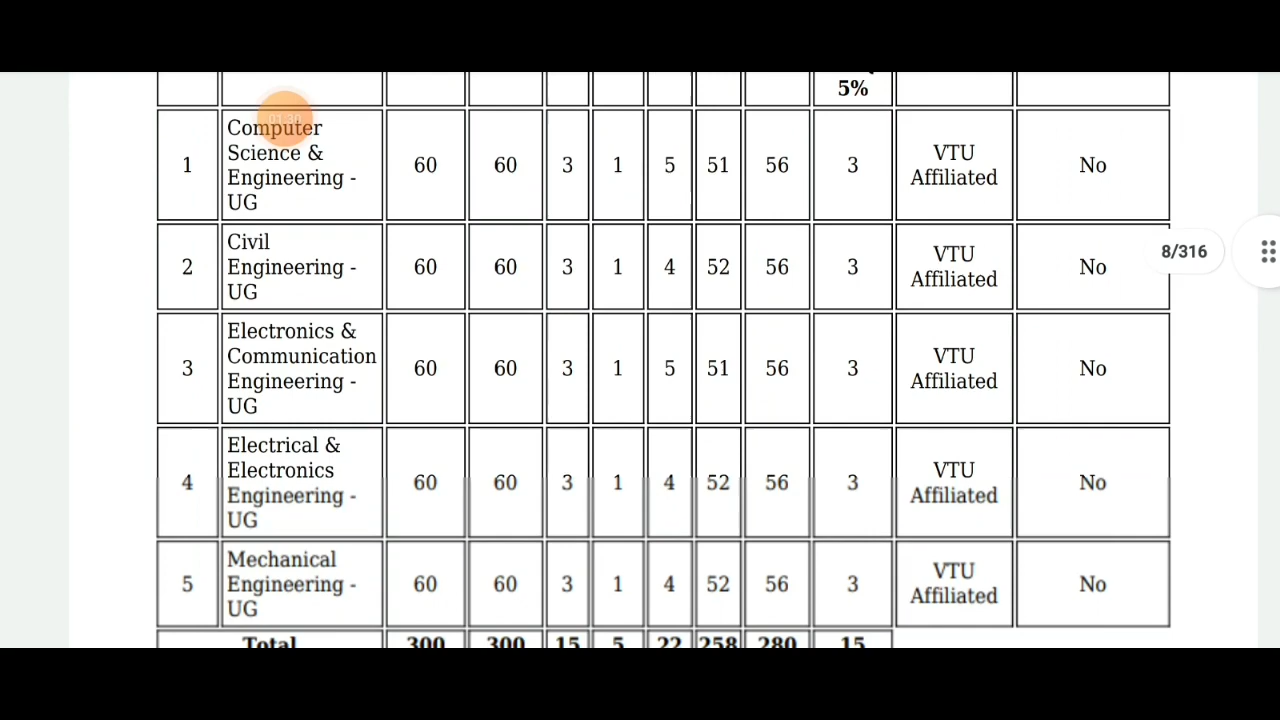 5%
01:30
1 Computer Science & Engineering - UG 60 60 3 1 5 51 56 3 VTU Affiliated No
2 Civil Engineering - UG 60 60 3 1 4 52 56 3 VTU Affiliated No
8/316
3 Electronics & Communication Engineering - UG 60 60 3 1 5 51 56 3 VTU Affiliated No
4 Electrical & Electronics Engineering - UG 60 60 3 1 4 52 56 3 VTU Affiliated No
5 Mechanical Engineering - UG 60 60 3 1 4 52 56 3 VTU Affiliated No
Total 300 300 15 5 22 258 280 15